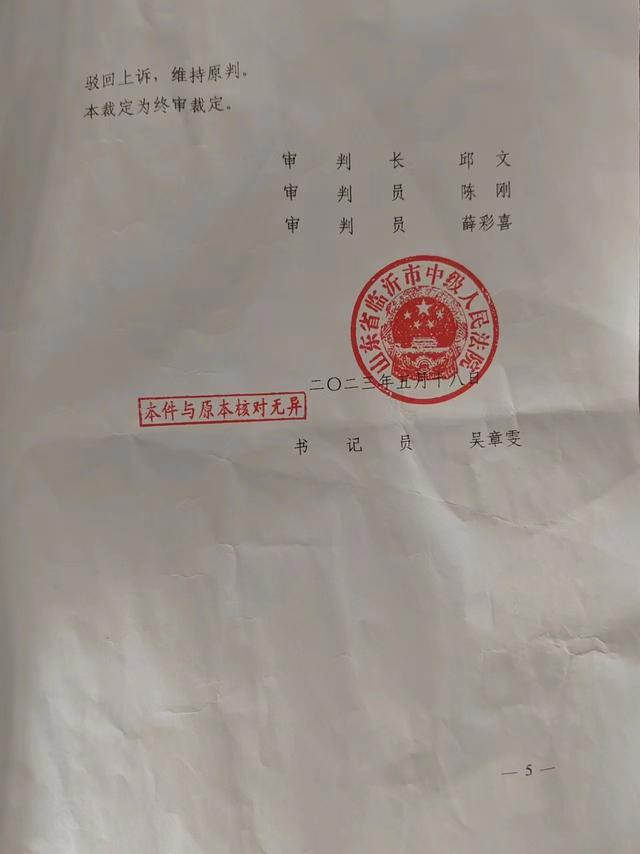 驳回上诉，维持原判。
本裁定为终审裁定。
审 判 长 邱 文
审 判 员 陈 刚
审 判 员 薛彩喜
山东省临沂市中级人民法院
二〇二三年五月十八日
本件与原本核对无异
书 记 员 吴章雯
— 5 —